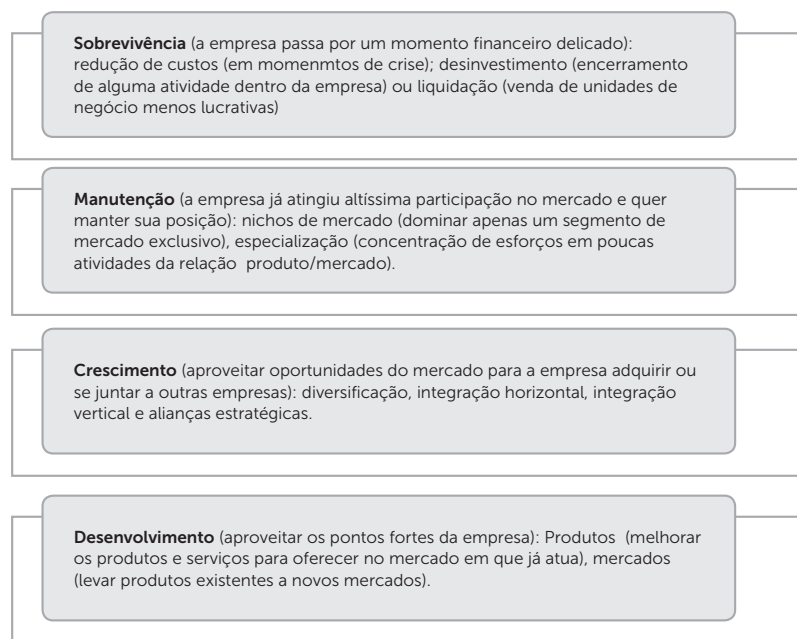 Sobrevivência (a empresa passa por um momento financeiro delicado):
redução de custos (em momenmtos de crise); desinvestimento (encerramento
de alguma atividade dentro da empresa) ou liquidação (venda de unidades de
negócio menos lucrativas)
Manutenção (a empresa já atingiu altíssima participação no mercado e quer
manter sua posição): nichos de mercado (dominar apenas um segmento de
mercado exclusivo), especialização (concentração de esforços em poucas
atividades da relação produto/mercado).
Crescimento (aproveitar oportunidades do mercado para a empresa adquirir ou
se juntar a outras empresas): diversificação, integração horizontal, integração
vertical e alianças estratégicas.
Desenvolvimento (aproveitar os pontos fortes da empresa): Produtos (melhorar
os produtos e serviços para oferecer no mercado em que já atua), mercados
(levar produtos existentes a novos mercados).